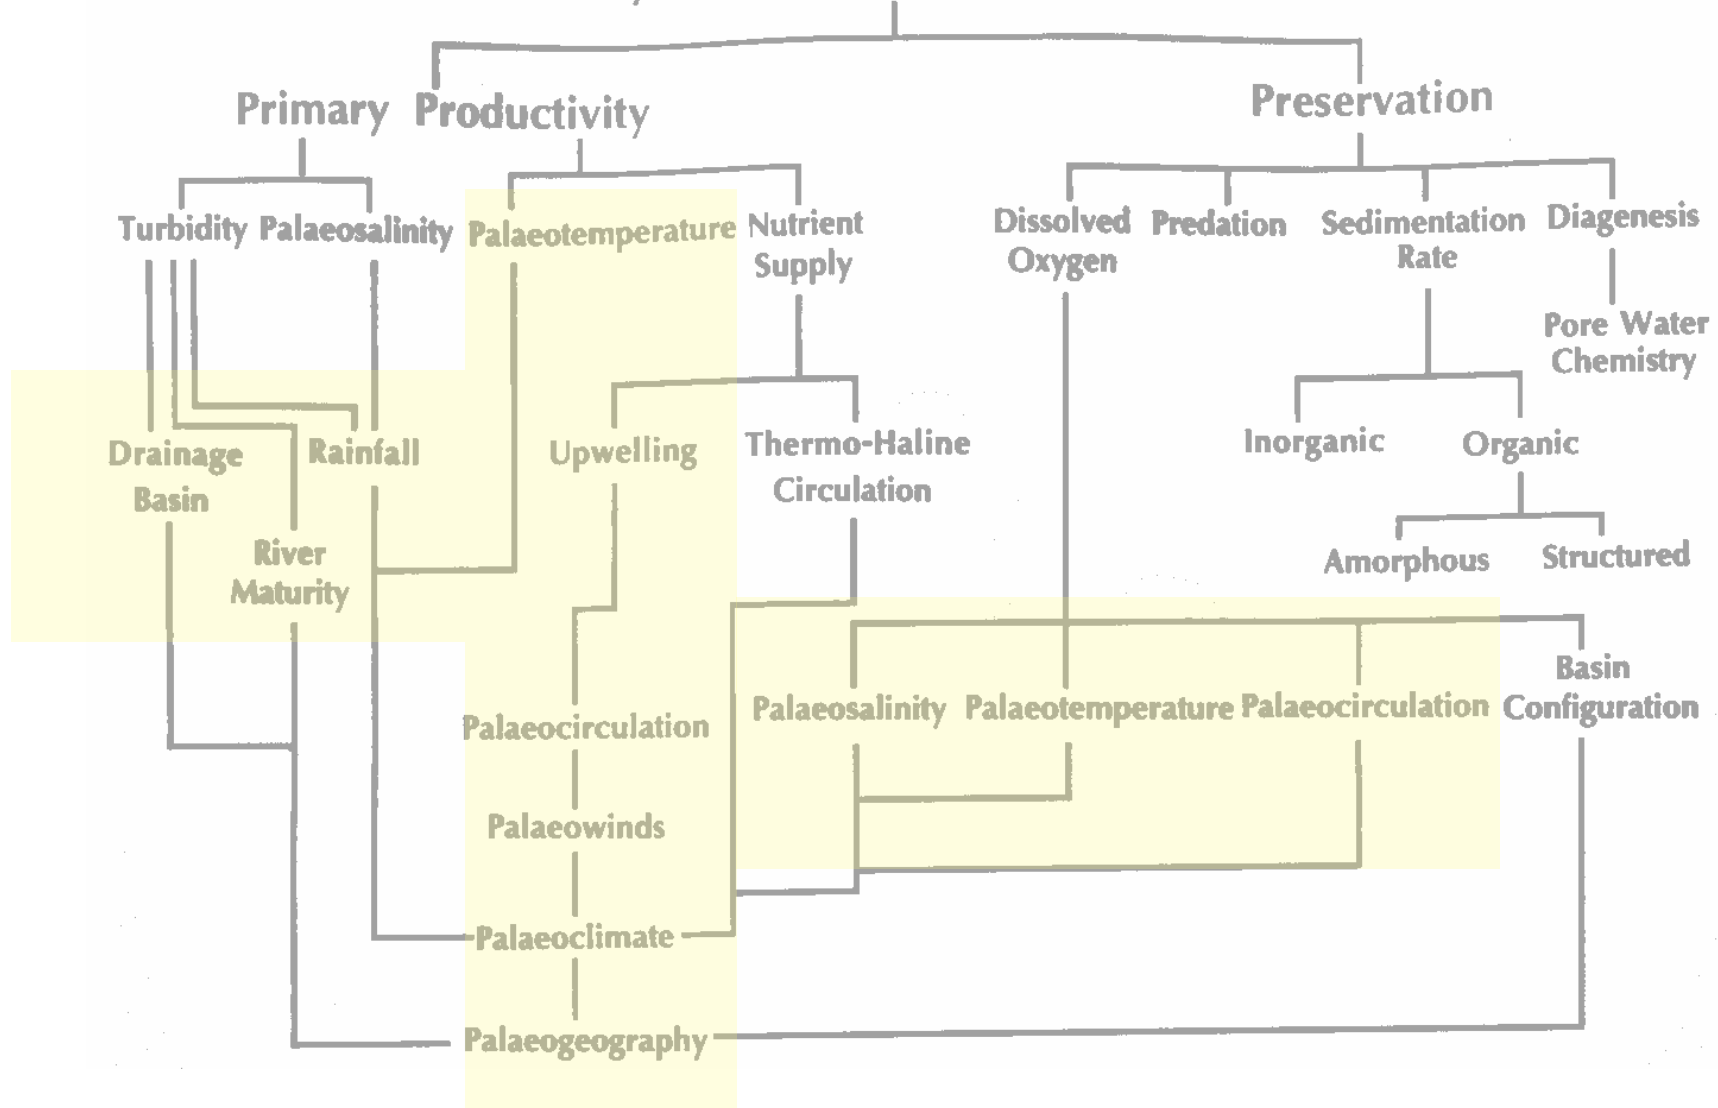 Primary Productivity
Preservation
Turbidity
Palaeosalinity
Palaeotemperature
Nutrient
Supply
Dissolved
Oxygen
Predation
Sedimentation
Rate
Diagenesis
Pore Water
Chemistry
Drainage
Basin
Rainfall
River
Maturity
Upwelling
Thermo-Haline
Circulation
Inorganic
Organic
Amorphous
Structured
Palaeocirculation
Palaeosalinity
Palaeotemperature
Palaeocirculation
Basin
Configuration
Palaeowinds
Palaeoclimate
Palaeogeography